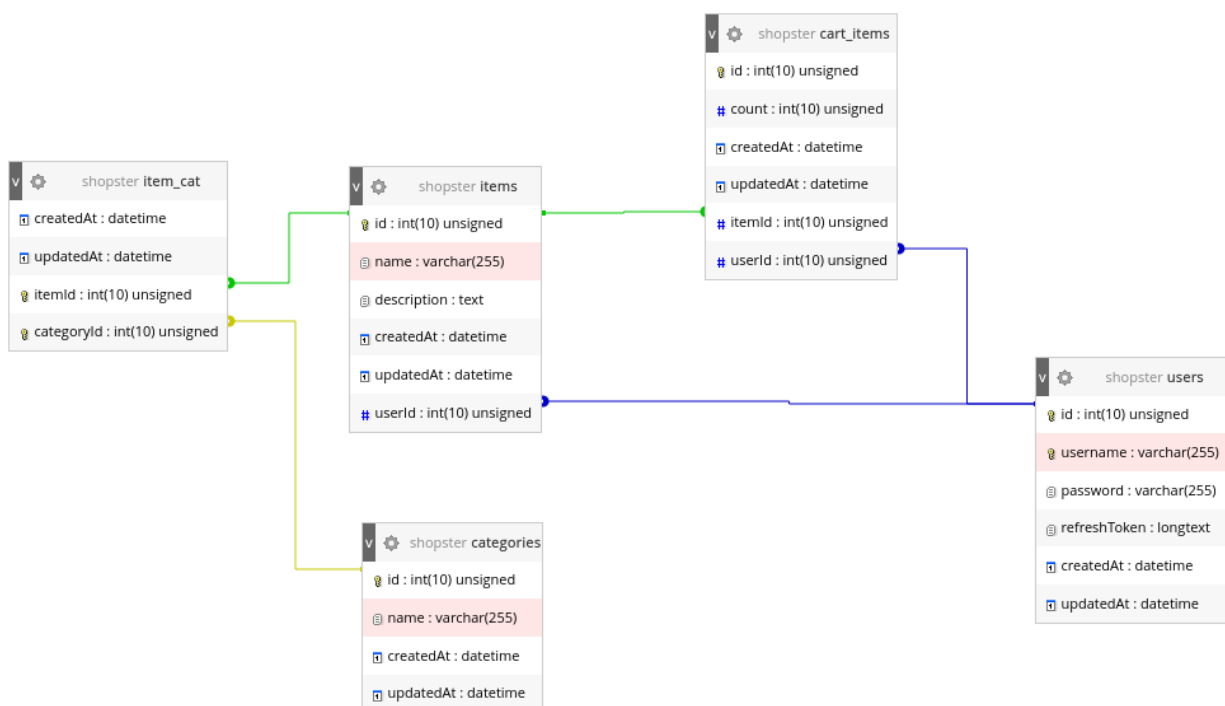 v shopster cart_items
id : int(10) unsigned
# count : int(10) unsigned
createdAt : datetime
updatedAt : datetime
# itemId : int(10) unsigned
# userId : int(10) unsigned
v shopster item_cat
createdAt : datetime
updatedAt : datetime
itemId : int(10) unsigned
categoryId : int(10) unsigned
v shopster items
id : int(10) unsigned
name : varchar(255)
description : text
createdAt : datetime
updatedAt : datetime
# userId : int(10) unsigned
v shopster users
id : int(10) unsigned
username : varchar(255)
password : varchar(255)
refreshToken : longtext
createdAt : datetime
updatedAt : datetime
v shopster categories
id : int(10) unsigned
name : varchar(255)
createdAt : datetime
updatedAt : datetime